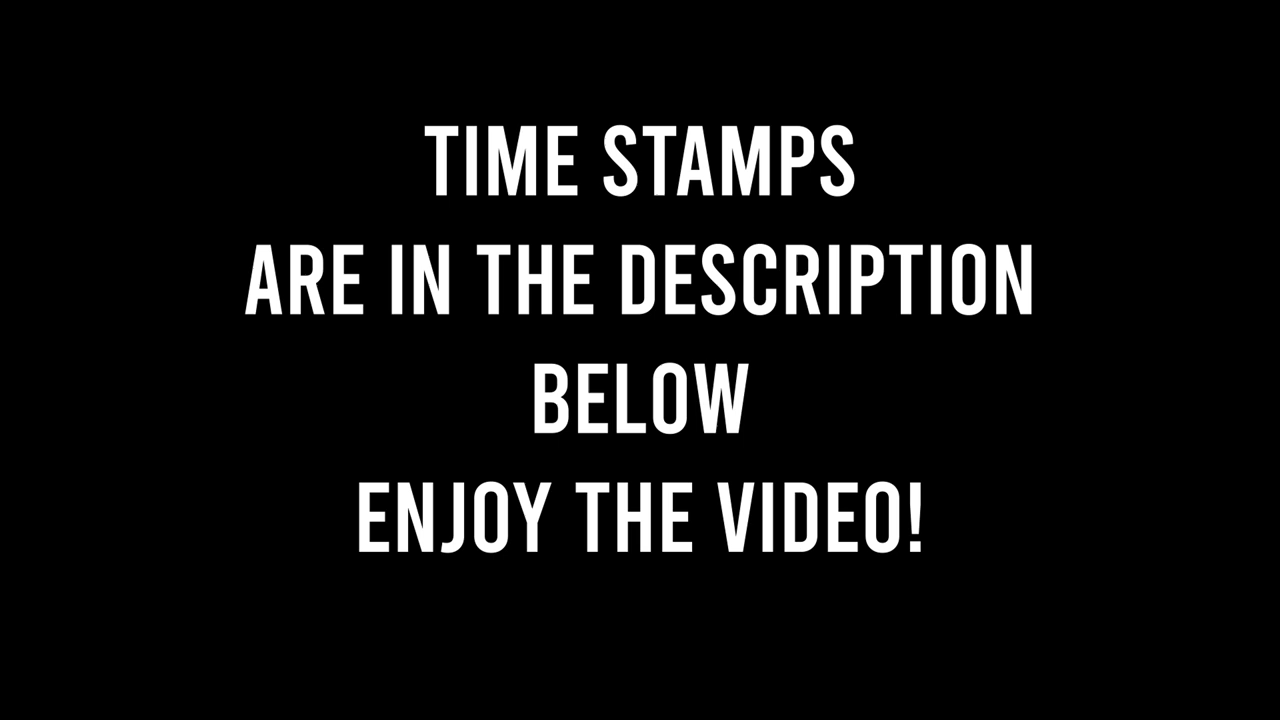 TIME STAMPS
ARE IN THE DESCRIPTION
BELOW
ENJOY THE VIDEO!